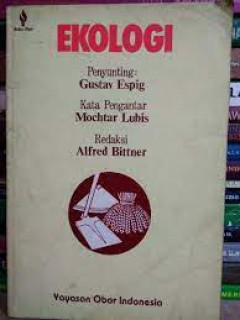 EKOLOGI
Penyunting:
Gustav Espig
Kata Pengantar
Mochtar Lubis
Redaksi
Alfred Bittner
Yayasan Obor Indonesia